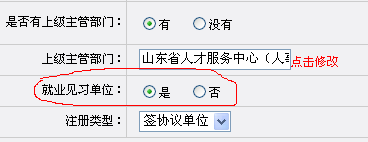 是否有上级主管部门： 有 没有
上级主管部门： 山东省人才服务中心（人 点击修改
就业见习单位： 是 否
注册类型： 签协议单位